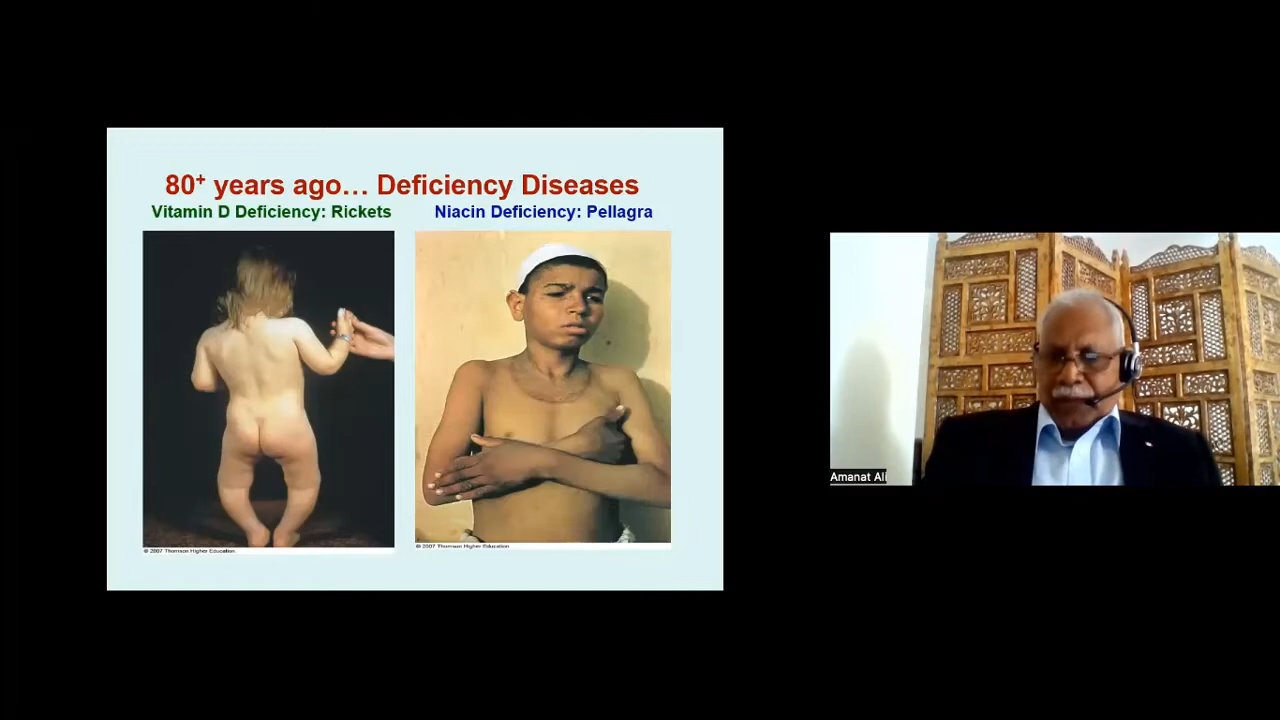 80+ years ago… Deficiency Diseases
Vitamin D Deficiency: Rickets
Niacin Deficiency: Pellagra
© 2007 Thomson Higher Education
© 2007 Thomson Higher Education
Amanat Ali